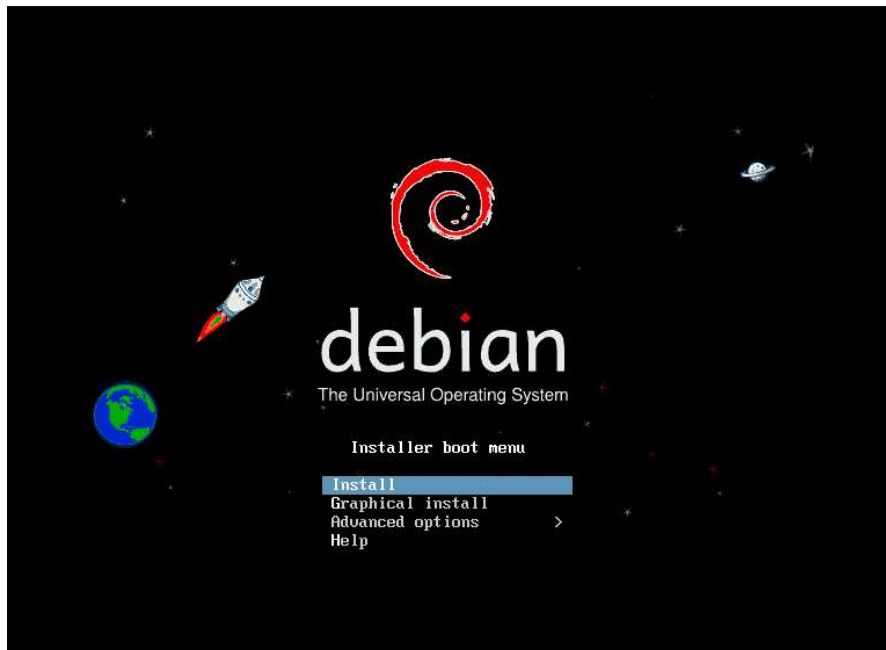 debian
The Universal Operating System
Installer boot menu
Install
Graphical install
Advanced options >
Help